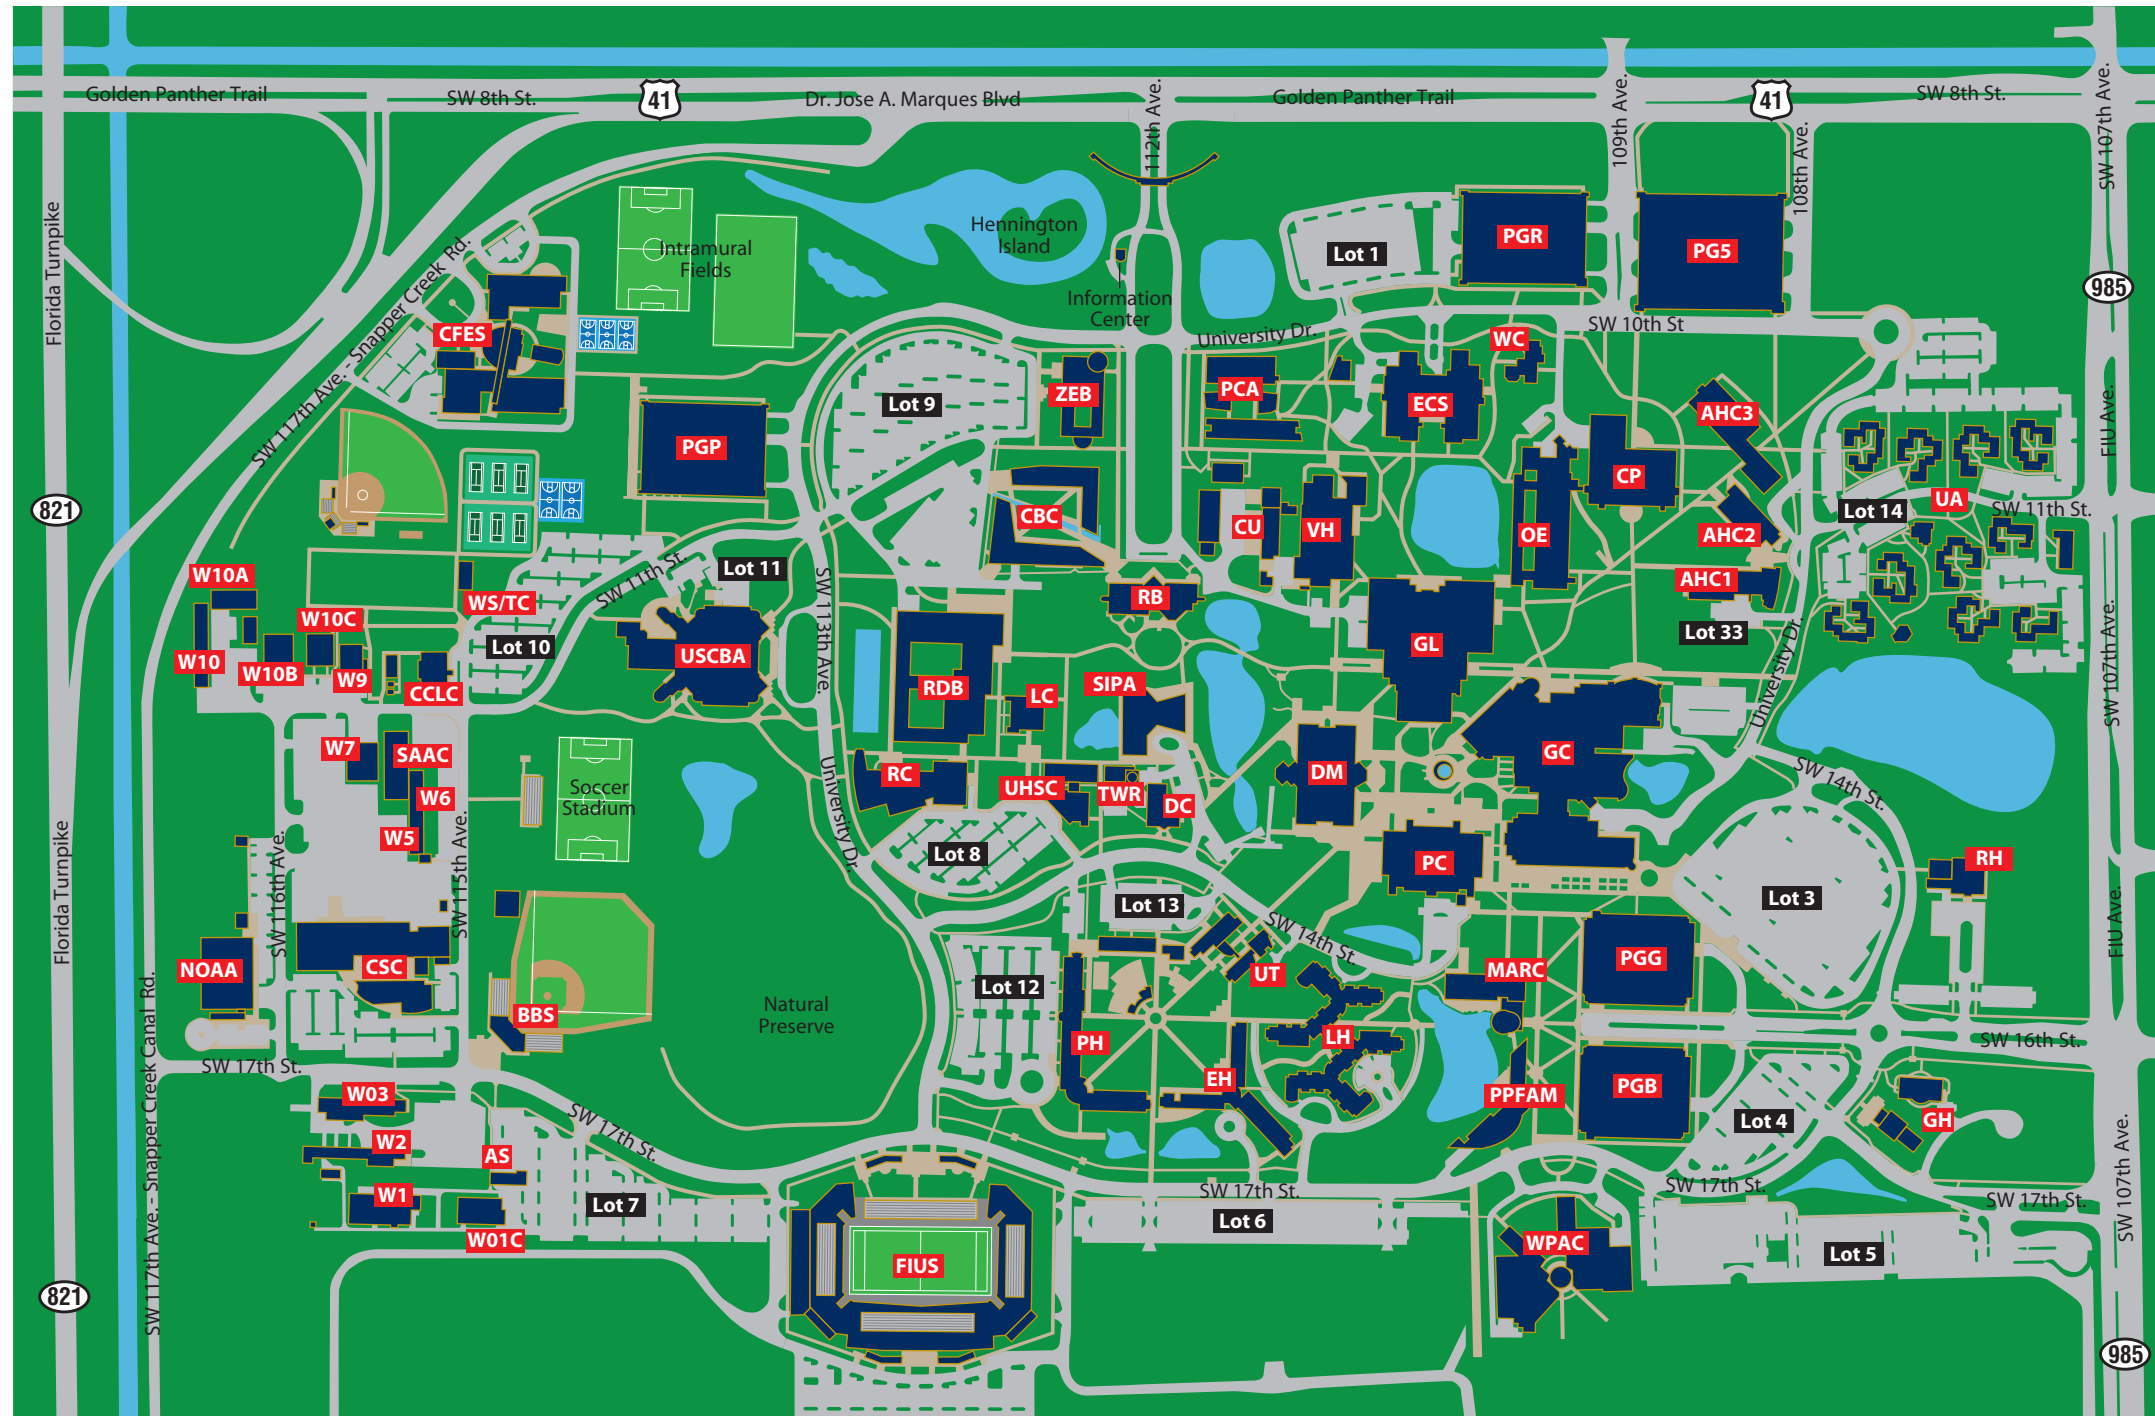 Golden Panther Trail
SW 8th St.
41
Dr. Jose A. Marques Blvd
112th Ave.
Golden Panther Trail
109th Ave.
41
SW 8th St.
SW 107th Ave.
108th Ave.
Florida Turnpike
SW 117th Ave. - Snapper Creek Rd.
Intramural
Fields
Hennington
Island
Information
Center
Lot 1
PGR
PG5
985
CFES
University Dr.
WC
SW 10th St
PGP
Lot 9
ZEB
PCA
ECS
AHC3
FIU Ave.
821
CBC
CU
VH
OE
CP
AHC2
Lot 14
UA
SW 11th St.
W10A
WS/TC
SW 11th St.
Lot 11
SW 113th Ave.
RB
AHC1
W10C
Lot 10
USCBA
GL
Lot 33
University Dr.
SW 107th Ave.
W10
W10B
W9
CCLC
RDB
LC
SIPA
W7
SAAC
W6
W5
Soccer
Stadium
RC
UHSC
TWR
DC
DM
GC
SW 14th St.
University Dr.
Lot 8
PC
RH
Florida Turnpike
SW 116th Ave.
SW 115th Ave.
Lot 13
SW 14th St.
Lot 3
FIU Ave.
NOAA
CSC
BBS
Natural
Preserve
Lot 12
UT
MARC
PGG
SW 117th Ave. - Snapper Creek Canal Rd.
SW 17th St.
PH
LH
SW 16th St.
W03
EH
PPFAM
PGB
Lot 4
GH
W2
AS
SW 17th St.
W1
Lot 7
SW 17th St.
SW 17th St.
SW 17th St.
SW 107th Ave.
W01C
Lot 6
WPAC
Lot 5
FIUS
821
985